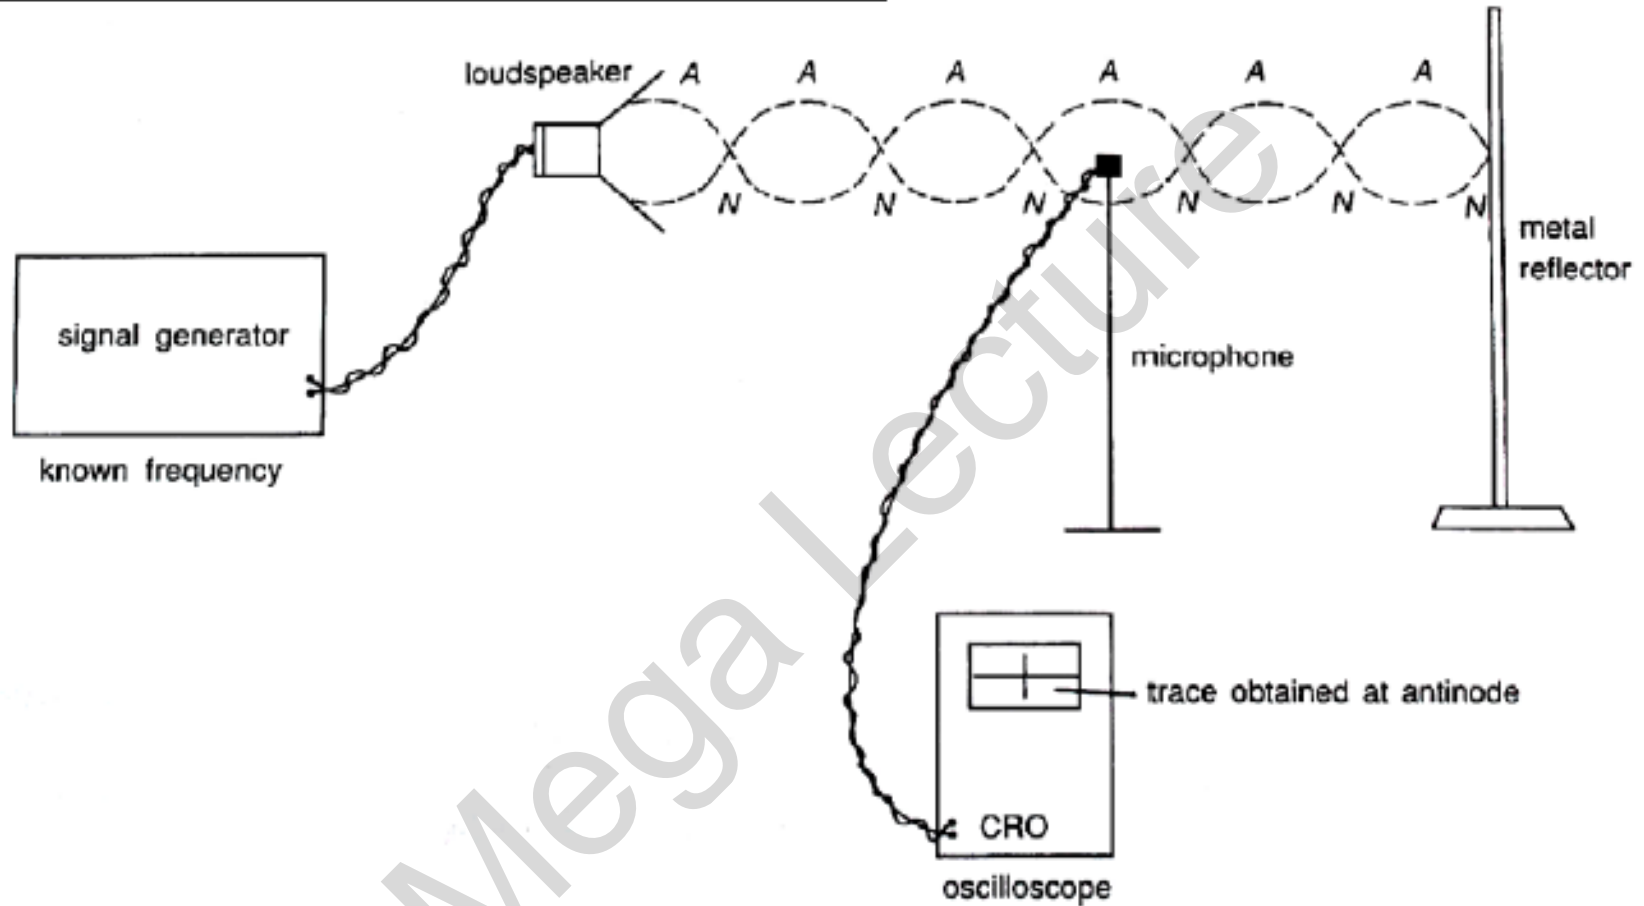 loudspeaker A A A A A A
N N N N N N
metal
reflector
signal generator
microphone
known frequency
trace obtained at antinode
CRO
oscilloscope
Mega Lecture